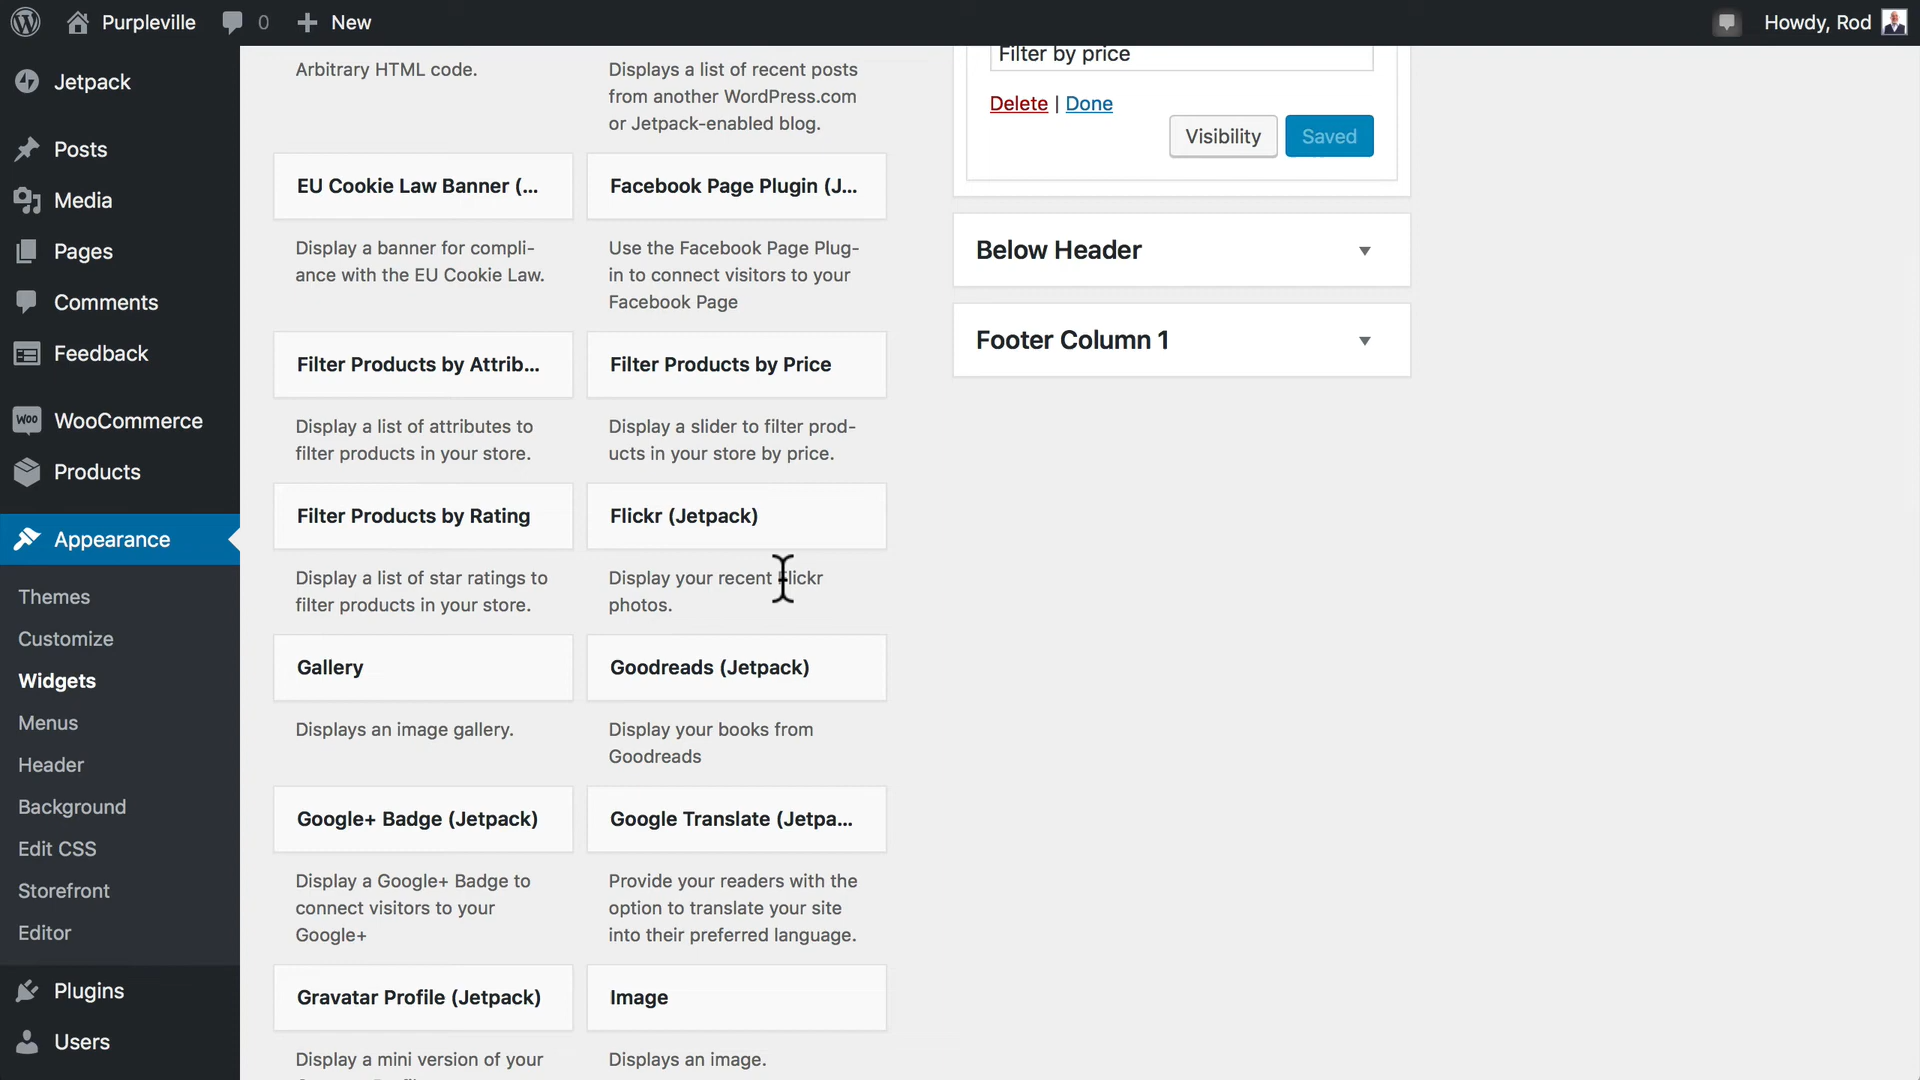 Purpleville
0
New
Howdy, Rod
Jetpack
Posts
Media
Pages
Comments
Feedback
WOO
WooCommerce
Products
Appearance
Themes
Customize
Widgets
Menus
Header
Background
Edit CSS
Storefront
Editor
Plugins
Users
Arbitrary HTML code.
Displays a list of recent posts
from another WordPress.com
or Jetpack-enabled blog.
EU Cookie Law Banner (...
Display a banner for compli-
ance with the EU Cookie Law.
Facebook Page Plugin (J...
Use the Facebook Page Plug-
in to connect visitors to your
Facebook Page
Filter Products by Attrib...
Display a list of attributes to
filter products in your store.
Filter Products by Price
Display a slider to filter prod-
ucts in your store by price.
Filter Products by Rating
Display a list of star ratings to
filter products in your store.
Flickr (Jetpack)
Display your recent Flickr
photos.
Gallery
Displays an image gallery.
Goodreads (Jetpack)
Display your books from
Goodreads
Google+ Badge (Jetpack)
Display a Google+ Badge to
connect visitors to your
Google+
Google Translate (Jetpa...
Provide your readers with the
option to translate your site
into their preferred language.
Gravatar Profile (Jetpack)
Display a mini version of your
Image
Displays an image.
Filter by price
Delete | Done
Visibility
Saved
Below Header
Footer Column 1